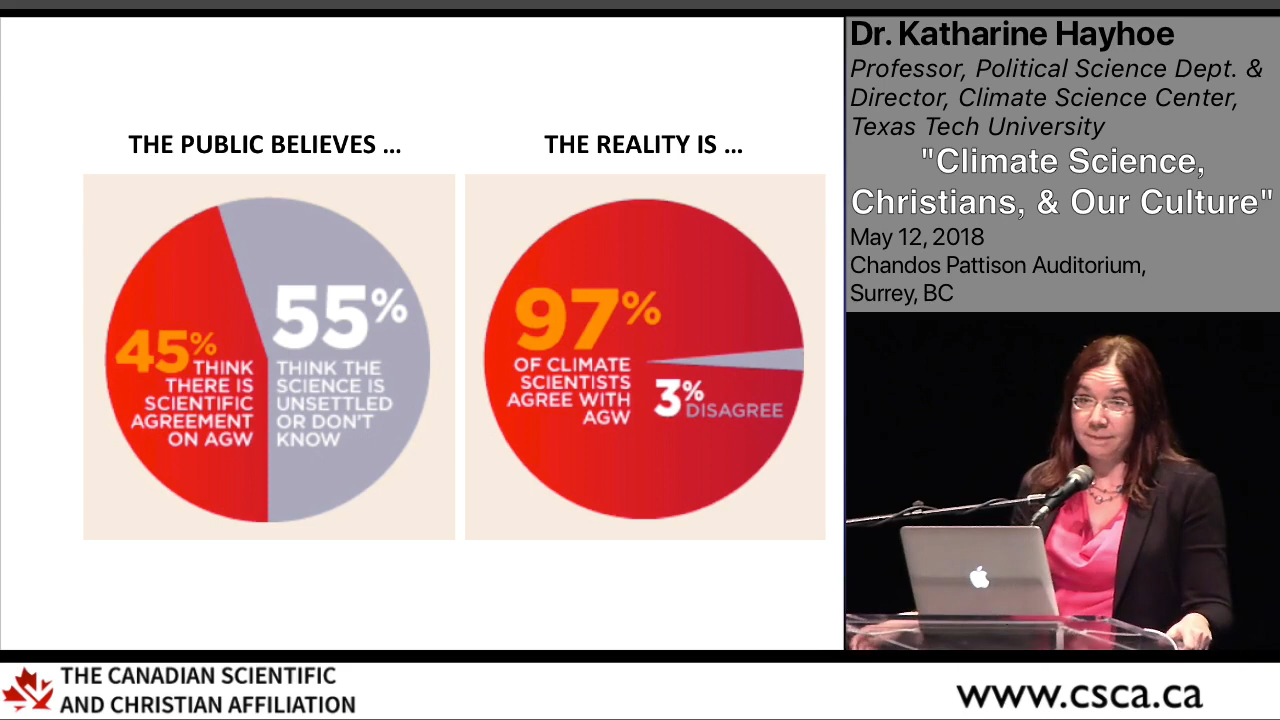 THE PUBLIC BELIEVES ...
45%
THINK
THERE IS
SCIENTIFIC
AGREEMENT
ON AGW
55%
THINK THE
SCIENCE IS
UNSETTLED
OR DON'T
KNOW
THE REALITY IS ...
97%
OF CLIMATE
SCIENTISTS
AGREE WITH
AGW
3%
DISAGREE
Dr. Katharine Hayhoe
Professor, Political Science Dept. &
Director, Climate Science Center,
Texas Tech University
"Climate Science,
Christians, & Our Culture"
May 12, 2018
Chandos Pattison Auditorium,
Surrey, BC
THE CANADIAN SCIENTIFIC
AND CHRISTIAN AFFILIATION
www.csca.ca